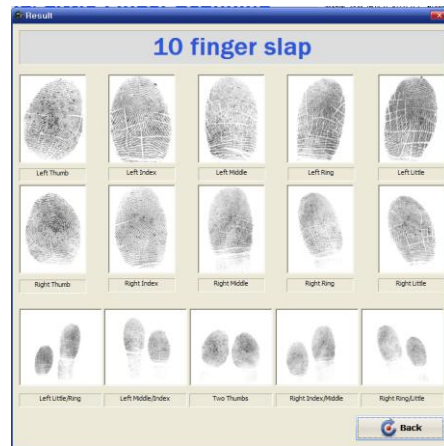 Result
10 finger slap
Left Thumb
Left Index
Left Middle
Left Ring
Left Little
Right Thumb
Right Index
Right Middle
Right Ring
Right Little
Left Little/Ring
Left Middle/Index
Two Thumbs
Right Index/Middle
Right Ring/Little
Back